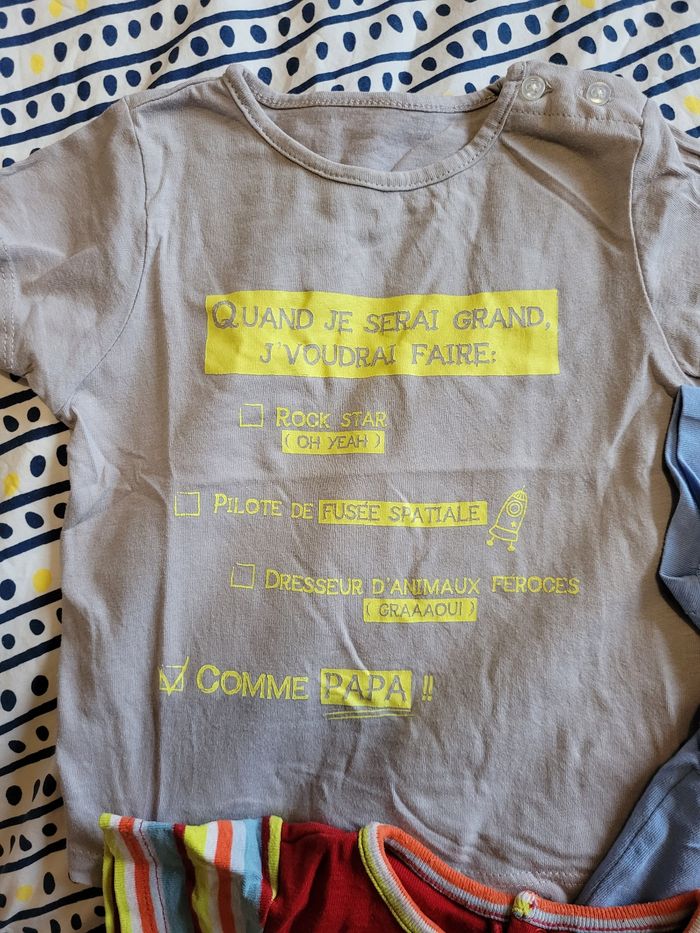 QUAND JE SERAI GRAND,
J'VOUDRAI FAIRE:
ROCK STAR
( OH YEAH )
PILOTE DE FUSÉE SPATIALE
DRESSEUR D'ANIMAUX FÉROCES
( GRAAAOUI )
COMME PAPA !!